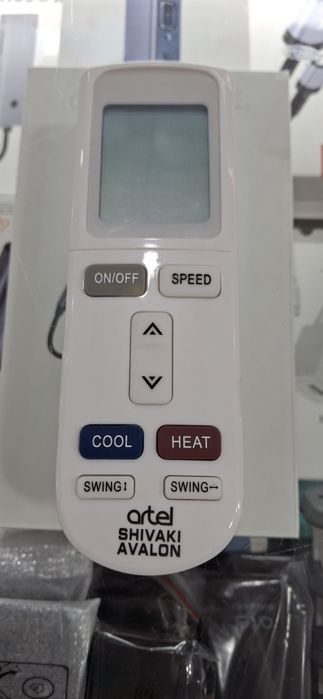 ON/OFF SPEED
COOL HEAT
SWING↕ SWING↔
artel
SHIVAKI
AVALON